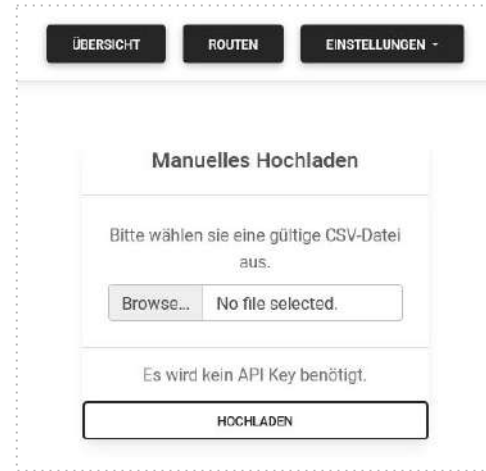 ÜBERSICHT ROUTEN EINSTELLUNGEN
Manuelles Hochladen
Bitte wählen sie eine gültige CSV-Datei
aus.
Browse... No file selected.
Es wird kein API Key benötigt.
HOCHLADEN